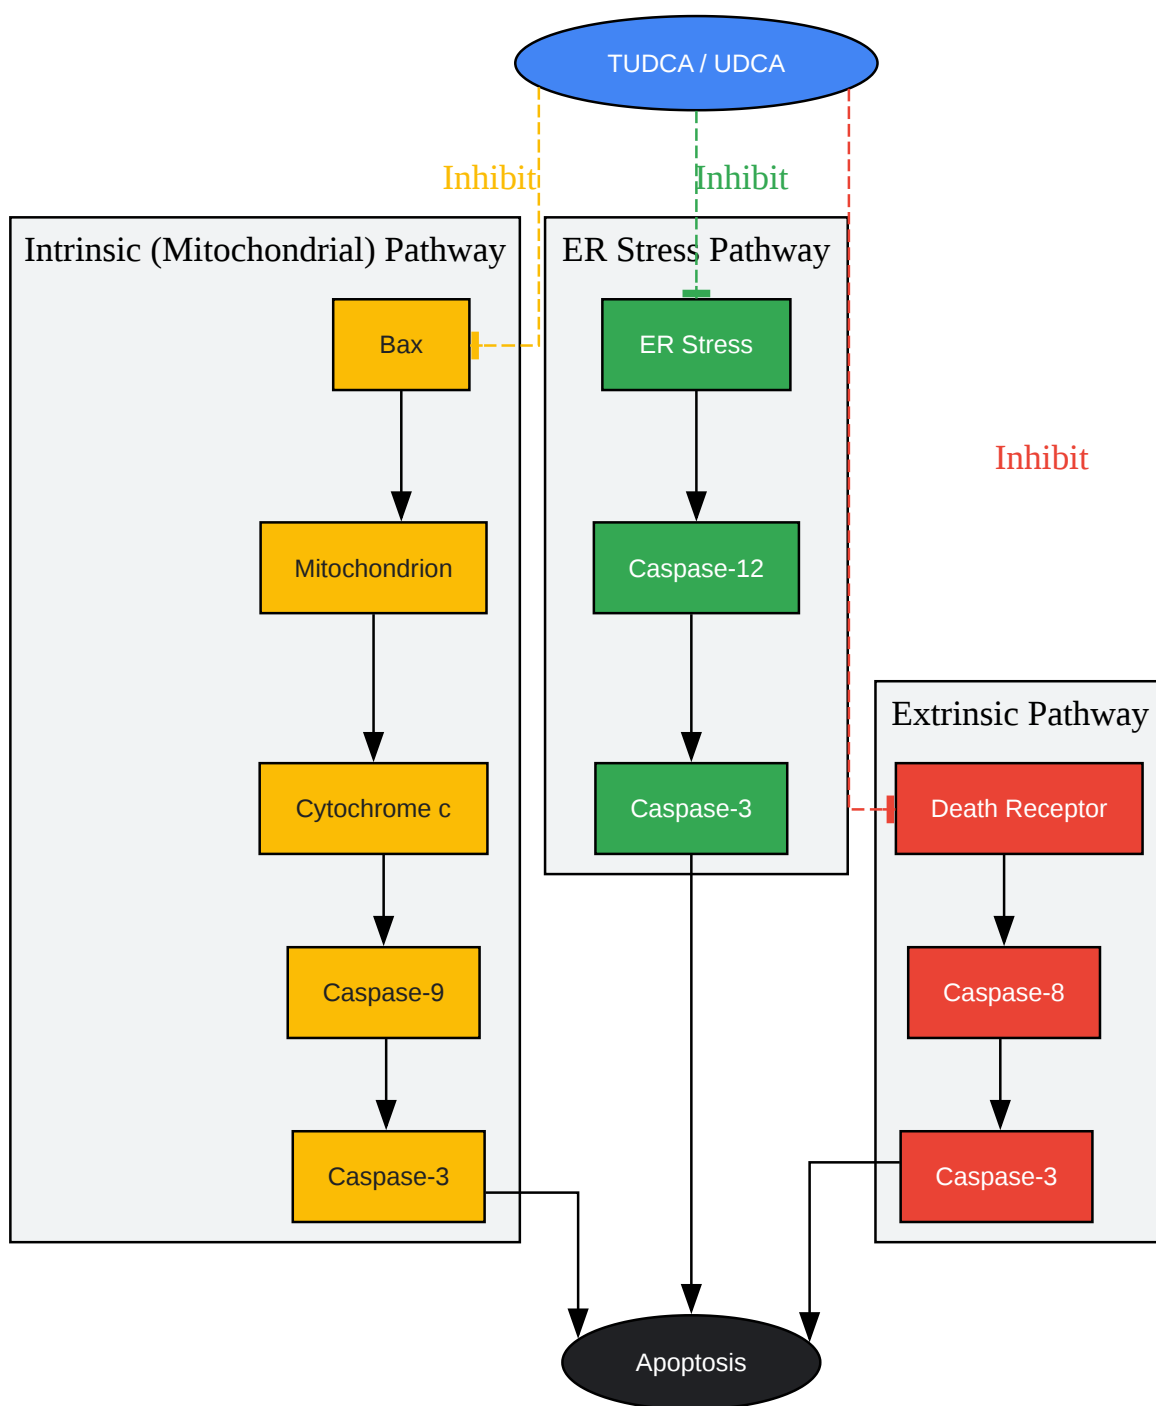 TUDCA / UDCA
Inhibit
Inhibit
Inhibit
Intrinsic (Mitochondrial) Pathway
Bax
Mitochondrion
Cytochrome c
Caspase-9
Caspase-3
ER Stress Pathway
ER Stress
Caspase-12
Caspase-3
Extrinsic Pathway
Death Receptor
Caspase-8
Caspase-3
Apoptosis